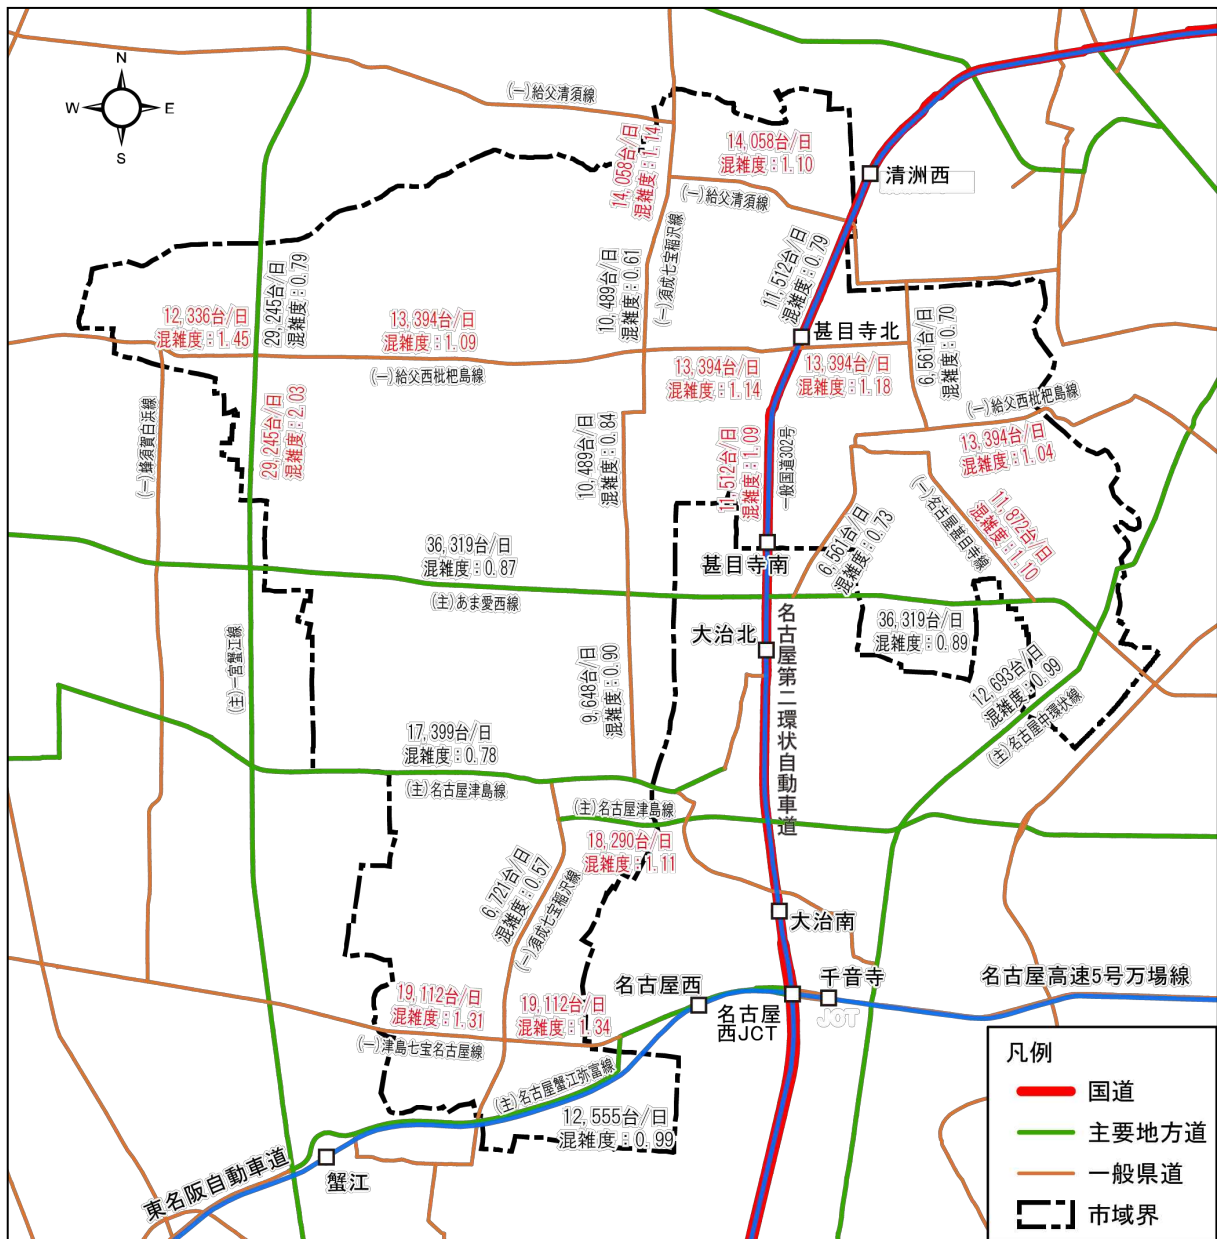 N
W
E
S
(一)給父清須線
14,058台/日
混雑度:1.14
14,058台/日
混雑度:1.10
(一)給父清須線
清洲西
(一)須成七宝稲沢線
10,489台/日
混雑度:0.61
11,512台/日
混雑度:0.79
29,245台/日
混雑度:0.79
12,336台/日
混雑度:1.45
13,394台/日
混雑度:1.09
(一)給父西枇杷島線
甚目寺北
6,561台/日
混雑度:0.70
13,394台/日
混雑度:1.14
13,394台/日
混雑度:1.18
(一)給父西枇杷島線
13,394台/日
混雑度:1.04
(一)蜂須賀白浜線
29,245台/日
混雑度:2.03
10,489台/日
混雑度:0.84
11,512台/日
混雑度:1.09
一般国道302号
(一)名古屋甚目寺線
11,872台/日
混雑度:1.10
6,561台/日
混雑度:0.73
36,319台/日
混雑度:0.87
(主)あま愛西線
甚目寺南
大治北
名古屋第二環状自動車道
36,319台/日
混雑度:0.89
12,693台/日
混雑度:0.99
(主)名古屋中環状線
(主)一宮蟹江線
9,648台/日
混雑度:0.90
17,399台/日
混雑度:0.78
(主)名古屋津島線
(主)名古屋津島線
18,290台/日
混雑度:1.11
6,721台/日
混雑度:0.57
(一)須成七宝稲沢線
大治南
名古屋西
千音寺
JCT
名古屋高速5号万場線
名古屋
西JCT
19,112台/日
混雑度:1.31
19,112台/日
混雑度:1.34
(一)津島七宝名古屋線
(主)名古屋蟹江弥富線
12,555台/日
混雑度:0.99
蟹江
東名阪自動車道
凡例
国道
主要地方道
一般県道
市域界